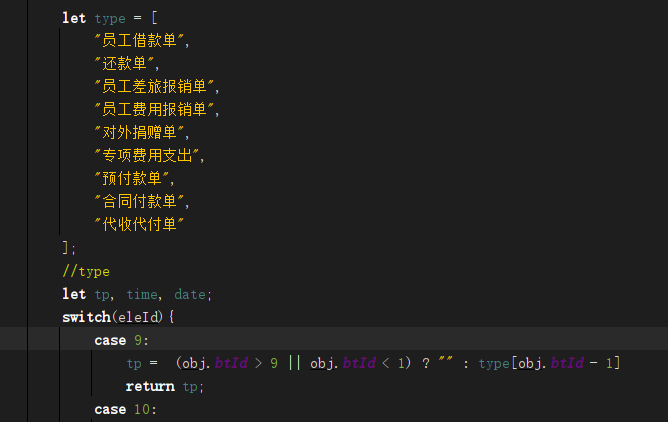 let type = [
"员工借款单",
"还款单",
"员工差旅报销单",
"员工费用报销单",
"对外捐赠单",
"专项费用支出",
"预付款单",
"合同付款单",
"代收代付单"
];
//type
let tp, time, date;
switch(eleId){
case 9:
tp = (obj.btId > 9 || obj.btId < 1) ? "" : type[obj.btId - 1]
return tp;
case 10: